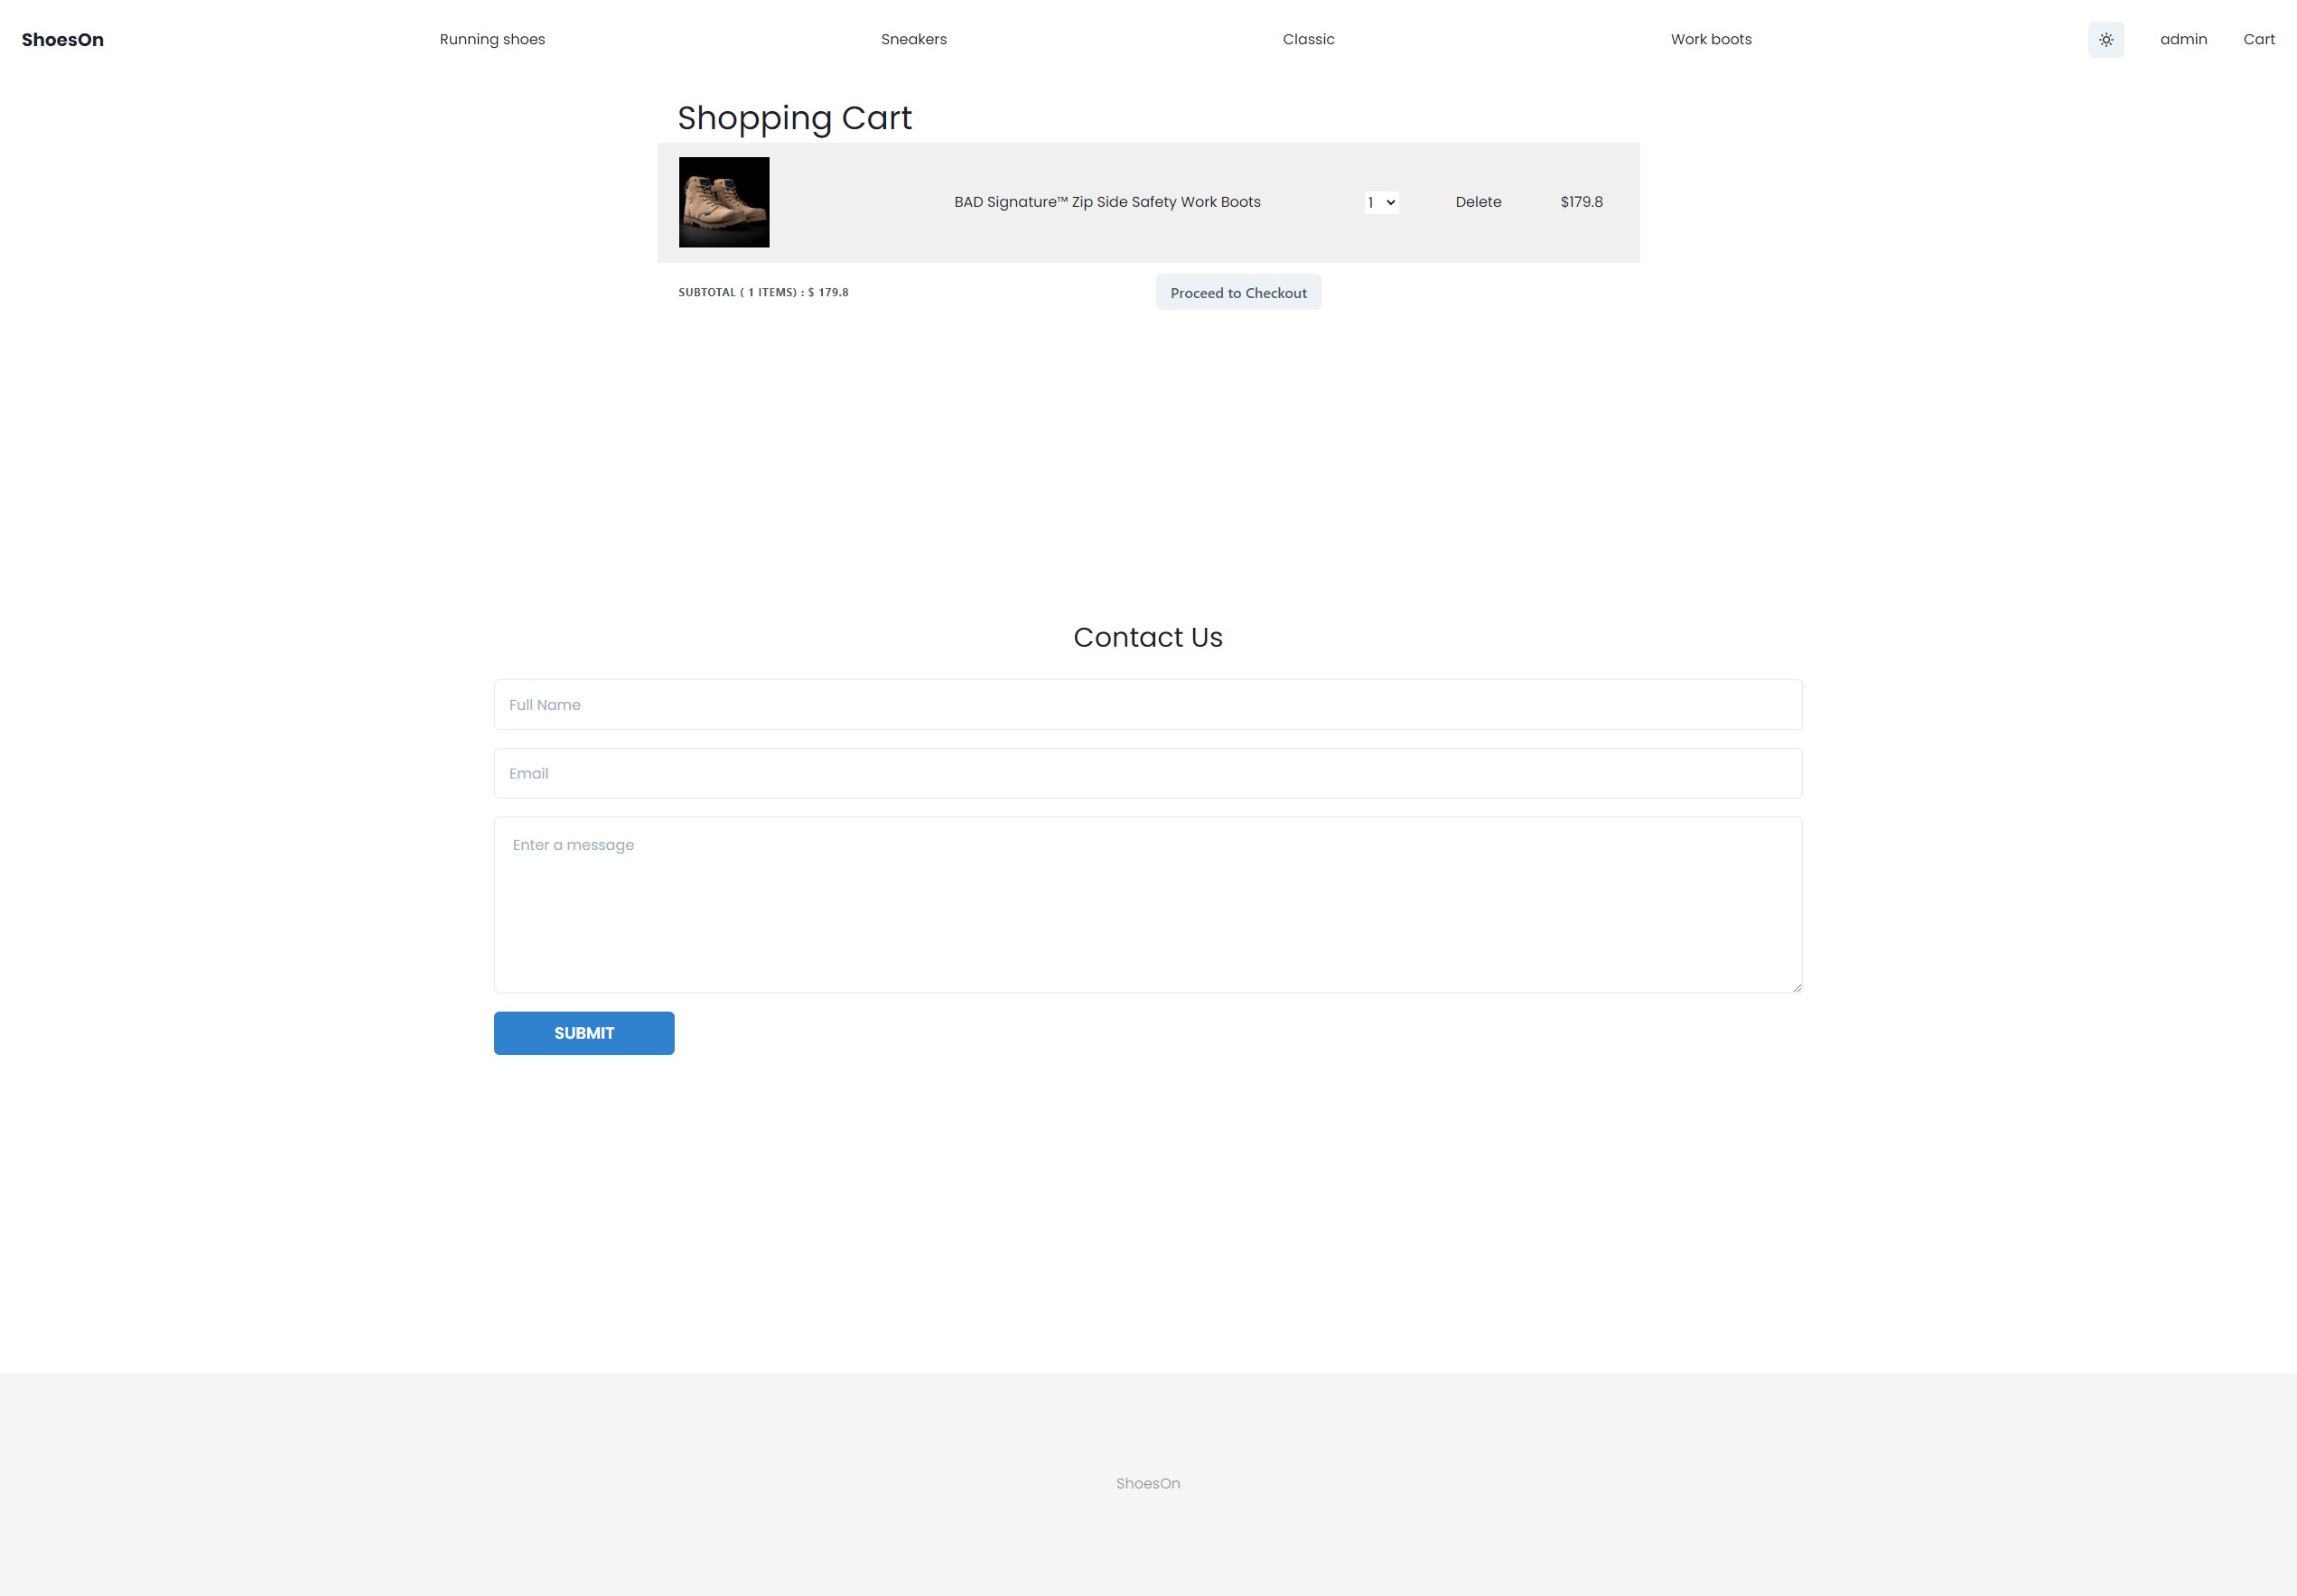 ShoesOn Running shoes Sneakers Classic Work boots admin Cart
Shopping Cart
BAD Signature™ Zip Side Safety Work Boots 1 Delete $179.8
SUBTOTAL ( 1 ITEMS) : $ 179.8 Proceed to Checkout
Contact Us
Full Name
Email
Enter a message
SUBMIT
ShoesOn